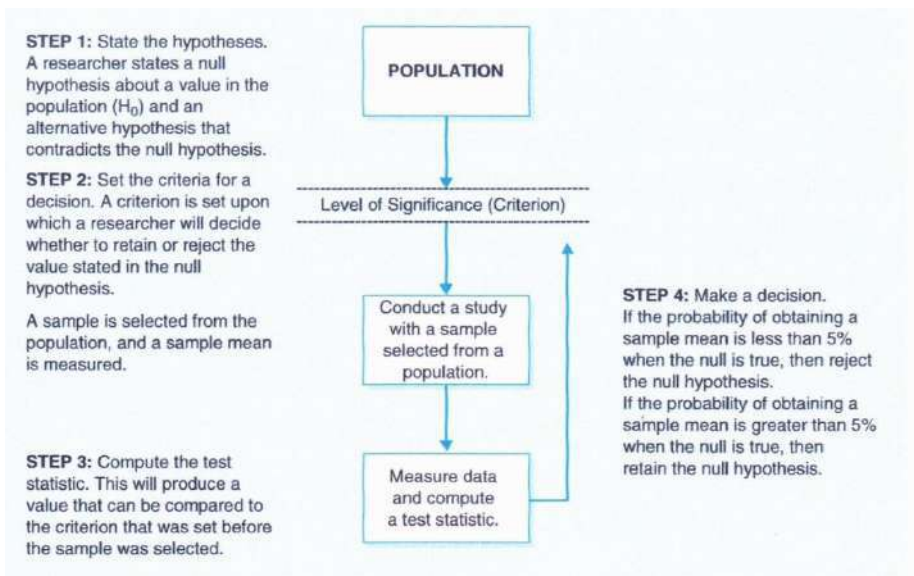 STEP 1: State the hypotheses.
A researcher states a null
hypothesis about a value in the
population (H₀) and an
alternative hypothesis that
contradicts the null hypothesis.
STEP 2: Set the criteria for a
decision. A criterion is set upon
which a researcher will decide
whether to retain or reject the
value stated in the null
hypothesis.
A sample is selected from the
population, and a sample mean
is measured.
STEP 3: Compute the test
statistic. This will produce a
value that can be compared to
the criterion that was set before
the sample was selected.
POPULATION
Level of Significance (Criterion)
Conduct a study
with a sample
selected from a
population.
Measure data
and compute
a test statistic.
STEP 4: Make a decision.
If the probability of obtaining a
sample mean is less than 5%
when the null is true, then reject
the null hypothesis.
If the probability of obtaining a
sample mean is greater than 5%
when the null is true, then
retain the null hypothesis.